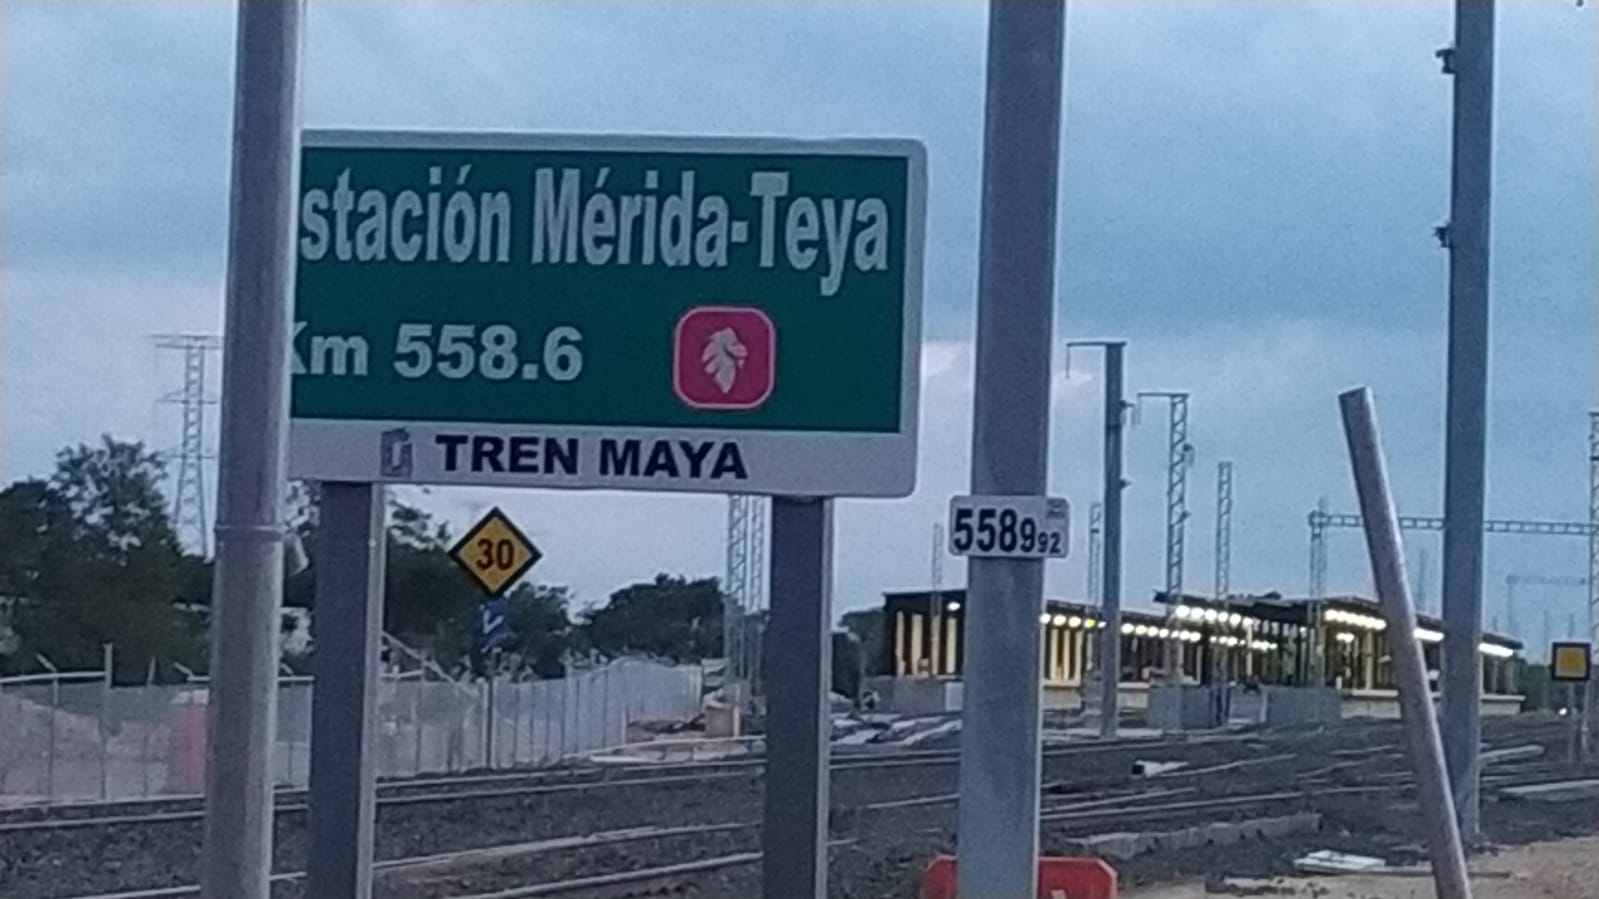 stación Mérida-Teya
Km 558.6
TREN MAYA
30
558992